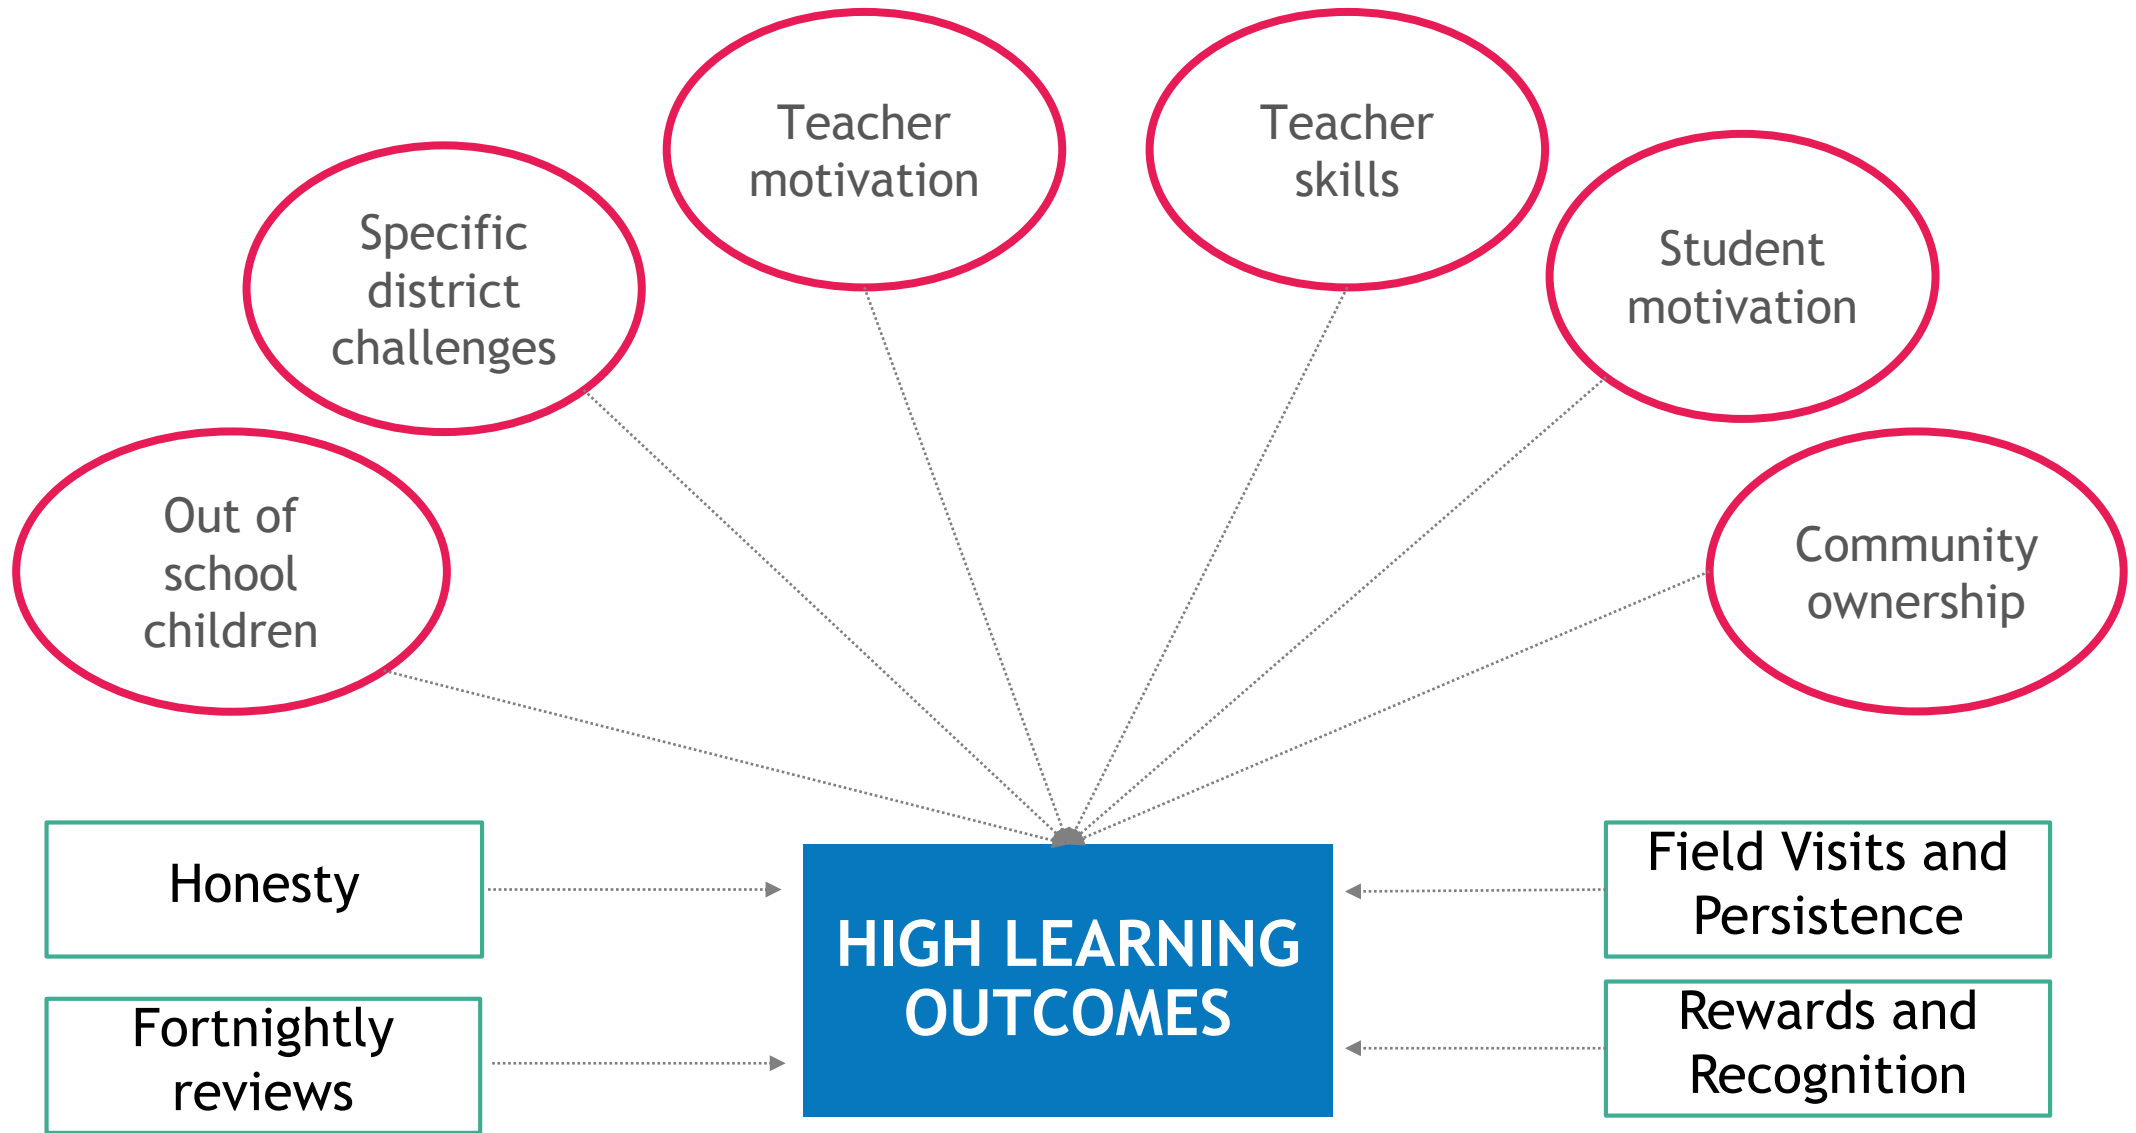 Teacher
motivation
Teacher
skills
Specific
district
challenges
Student
motivation
Out of
school
children
Community
ownership
Honesty
Field Visits and
Persistence
HIGH LEARNING
OUTCOMES
Fortnightly
reviews
Rewards and
Recognition